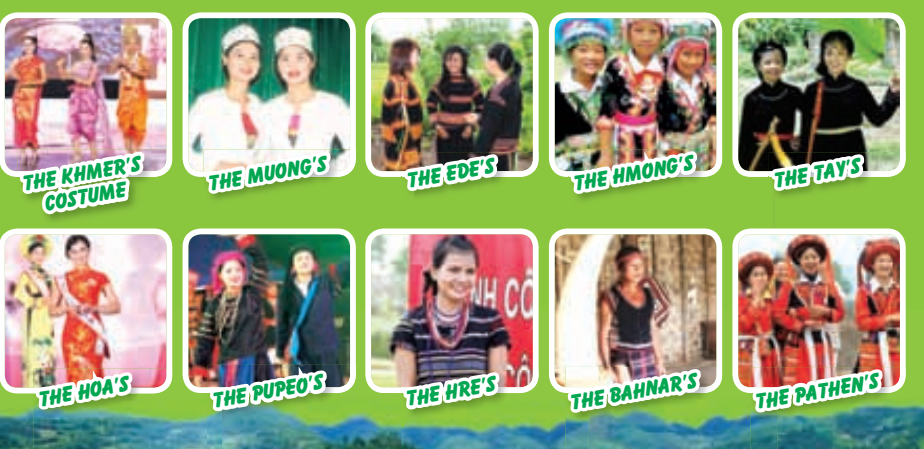 THE KHMER'S
COSTUME
THE MUONG'S
THE EDE'S
THE HMONG'S
THE TAY'S
THE HOA'S
THE PUPEO'S
THE HRE'S
THE BAHNAR'S
THE PATHEN'S